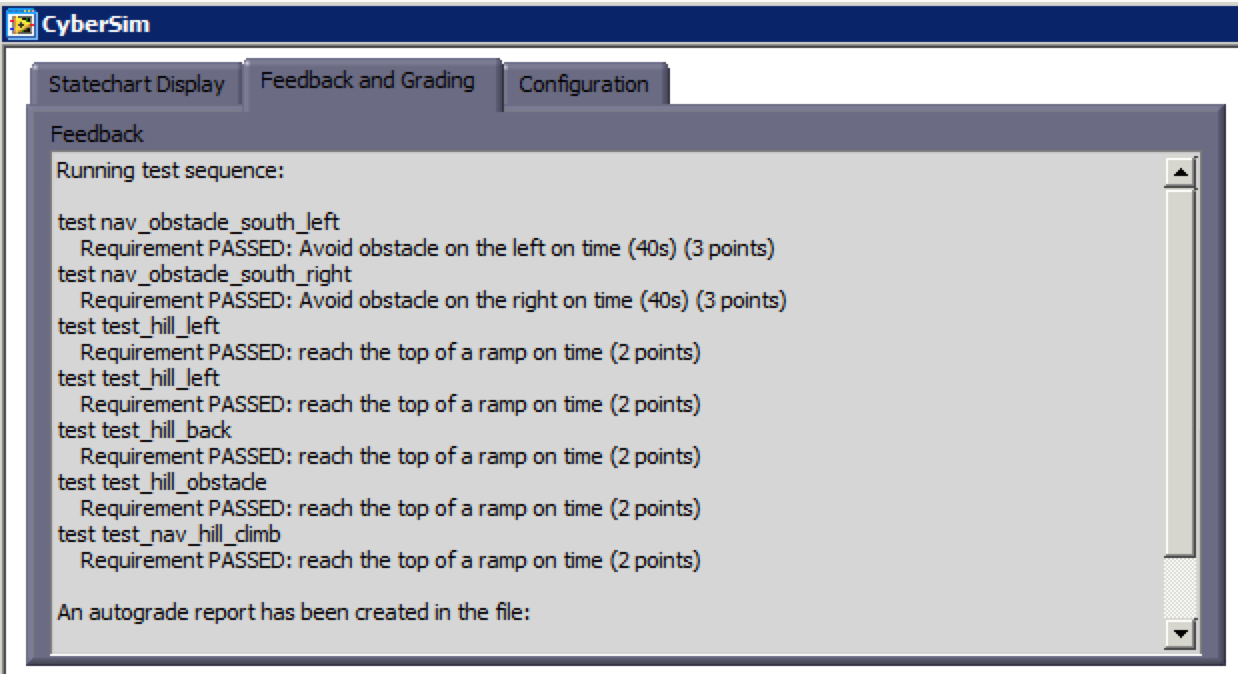 CyberSim
Statechart Display
Feedback and Grading
Configuration
Feedback
Running test sequence:
test nav_obstacle_south_left
Requirement PASSED: Avoid obstacle on the left on time (40s) (3 points)
test nav_obstacle_south_right
Requirement PASSED: Avoid obstacle on the right on time (40s) (3 points)
test test_hill_left
Requirement PASSED: reach the top of a ramp on time (2 points)
test test_hill_left
Requirement PASSED: reach the top of a ramp on time (2 points)
test test_hill_back
Requirement PASSED: reach the top of a ramp on time (2 points)
test test_hill_obstacle
Requirement PASSED: reach the top of a ramp on time (2 points)
test test_nav_hill_climb
Requirement PASSED: reach the top of a ramp on time (2 points)
An autograde report has been created in the file: